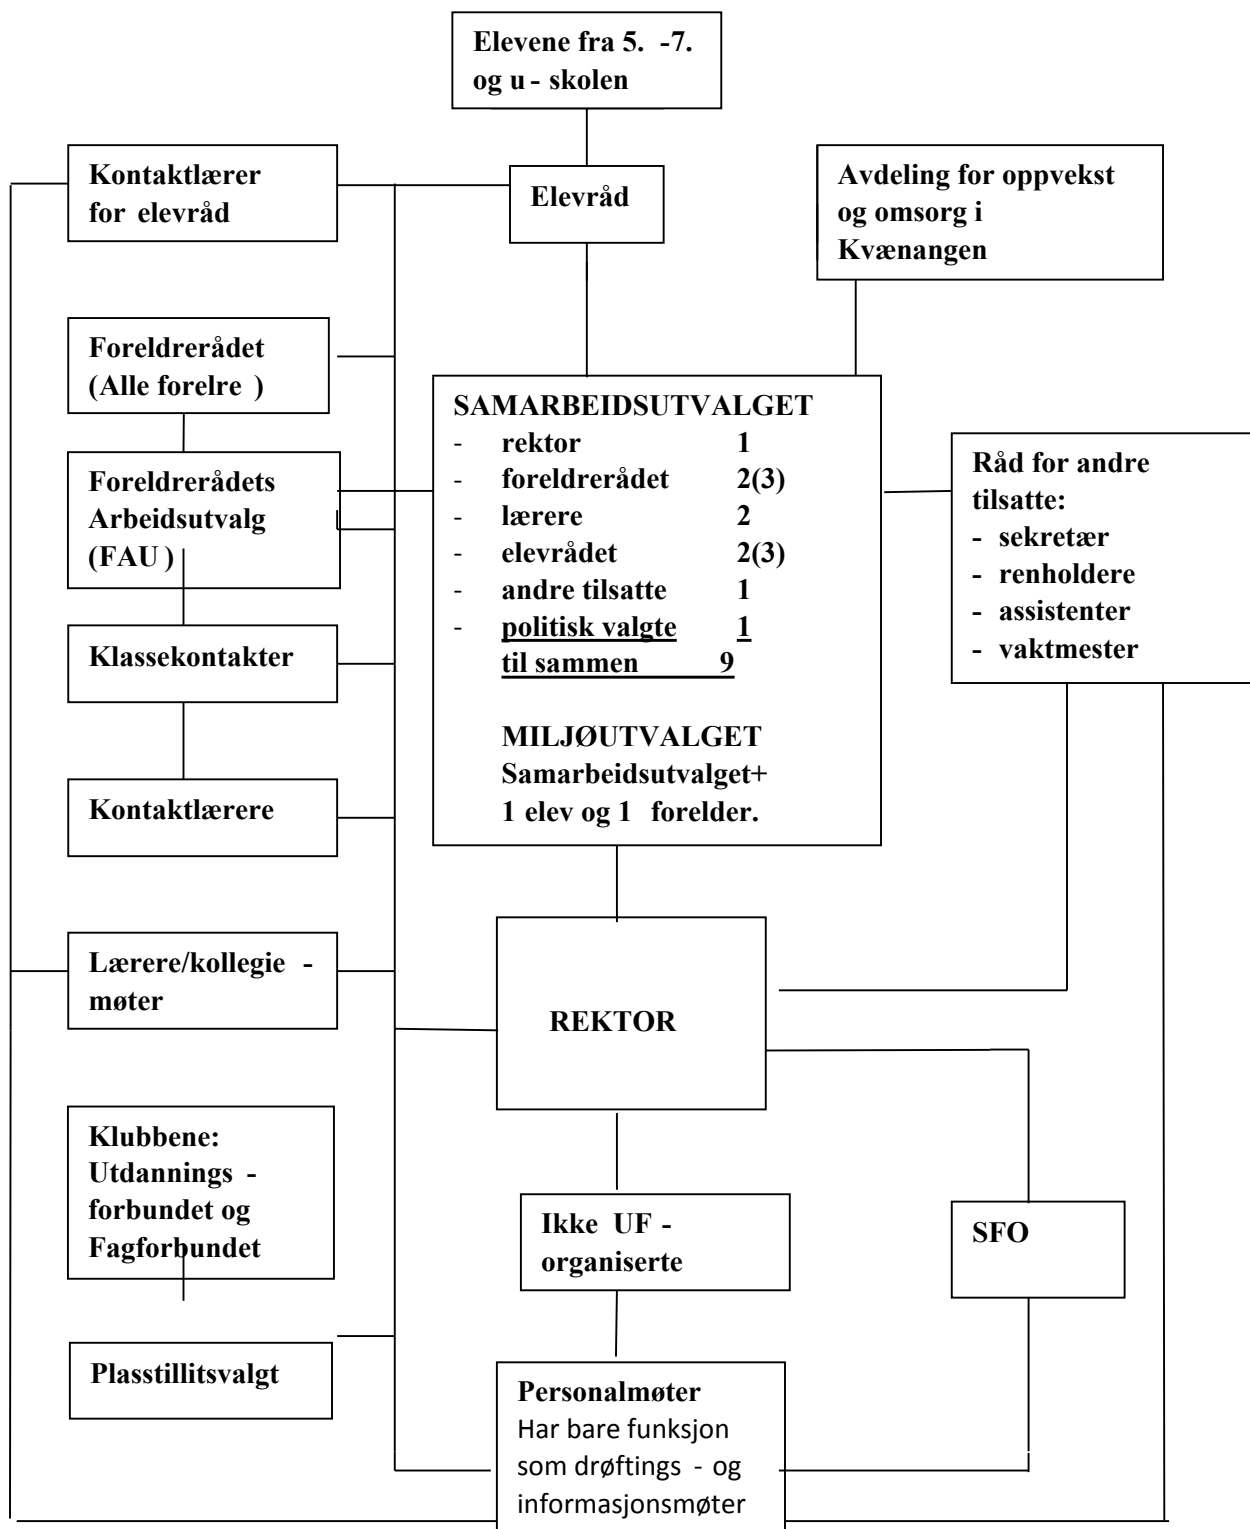 Elevene fra 5. -7.
og u - skolen
Kontaktlærer
for elevråd
Elevråd
Avdeling for oppvekst
og omsorg i
Kvænangen
Foreldrerådet
(Alle forelre )
Foreldrerådets
Arbeidsutvalg
(FAU )
Klassekontakter
Kontaktlærere
SAMARBEIDSUTVALGET
- rektor 1
- foreldrerådet 2(3)
- lærere 2
- elevrådet 2(3)
- andre tilsatte 1
- politisk valgte 1
til sammen 9
MILJØUTVALGET
Samarbeidsutvalget+
1 elev og 1 forelder.
Råd for andre
tilsatte:
- sekretær
- renholdere
- assistenter
- vaktmester
Lærere/kollegie -
møter
REKTOR
Klubbene:
Utdannings -
forbundet og
Fagforbundet
Ikke UF -
organiserte
SFO
Plasstillitsvalgt
Personalmøter
Har bare funksjon
som drøftings - og
informasjonsmøter